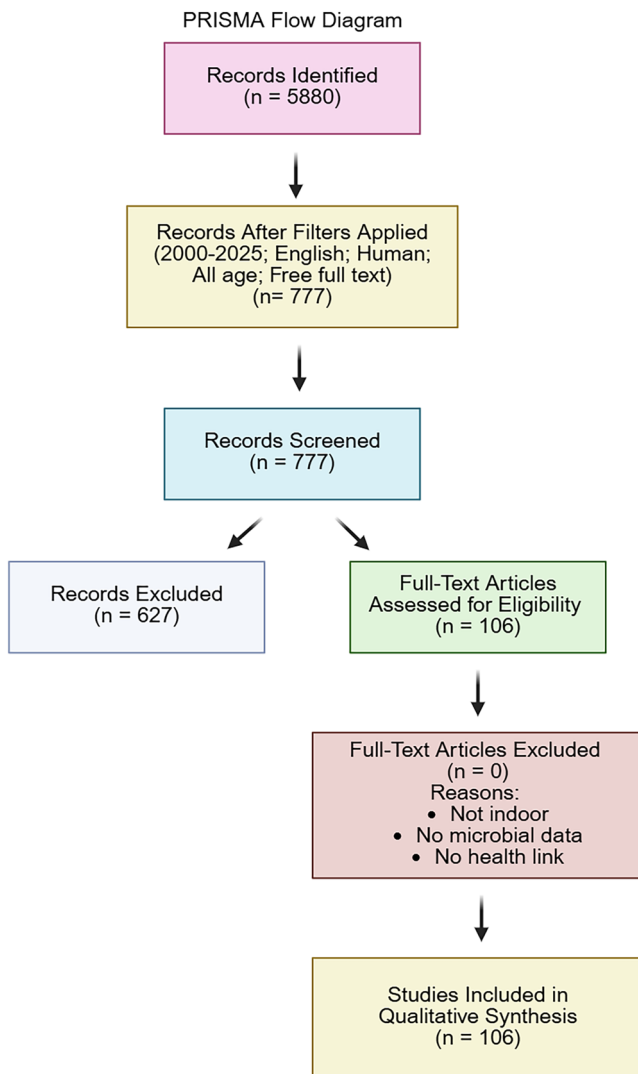 PRISMA Flow Diagram
Records Identified
(n = 5880)
Records After Filters Applied
(2000-2025; English; Human;
All age; Free full text)
(n= 777)
Records Screened
(n = 777)
Records Excluded
(n = 627)
Full-Text Articles
Assessed for Eligibility
(n = 106)
Full-Text Articles Excluded
(n = 0)
Reasons:
• Not indoor
• No microbial data
• No health link
Studies Included in
Qualitative Synthesis
(n = 106)